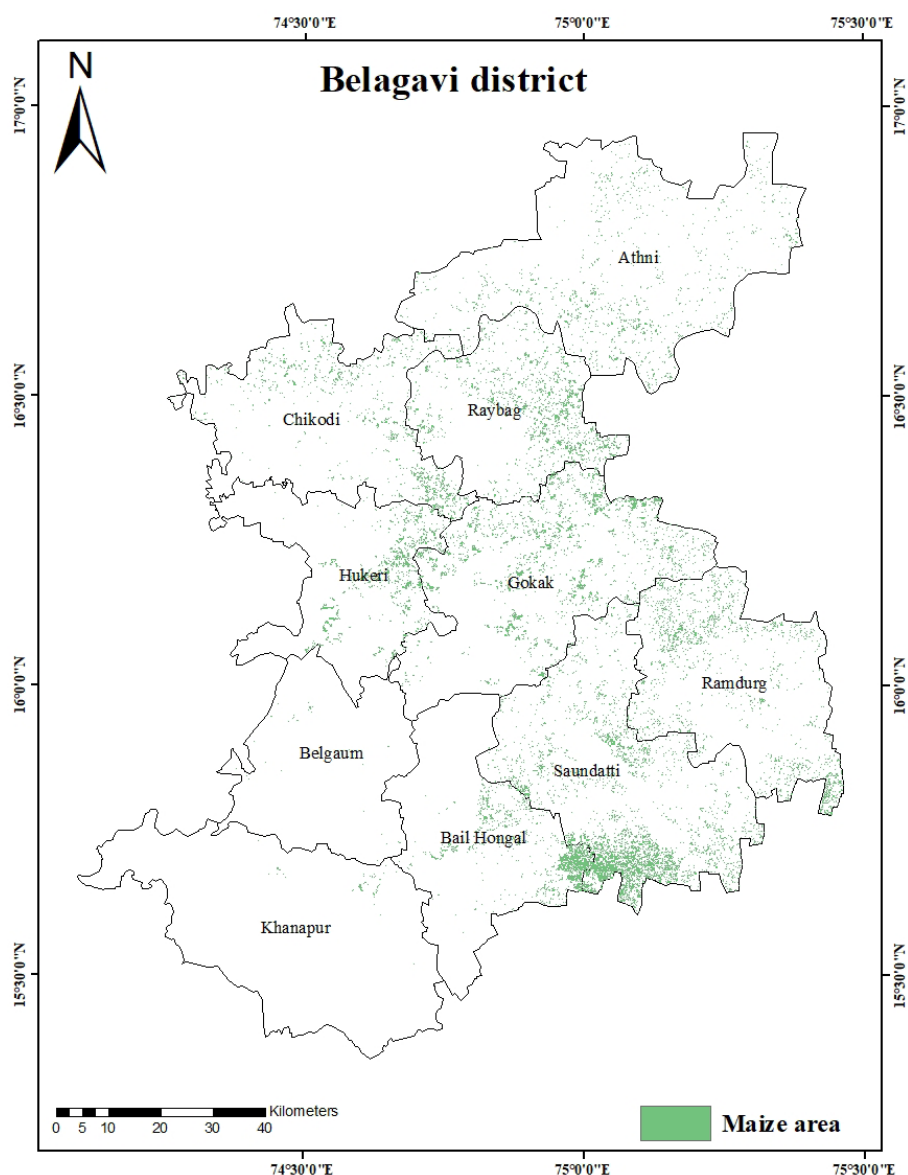 74°30'0"E 75°0'0"E 75°30'0"E
N
Belagavi district
17°0'0"N 17°0'0"N
Athni
16°30'0"N 16°30'0"N
Chikodi Raybag
Hukeri Gokak
16°0'0"N 16°0'0"N
Ramdurg
Belgaum
Saundatti
Bail Hongal
Khanapur
15°30'0"N 15°30'0"N
Kilometers
0 5 10 20 30 40
Maize area
74°30'0"E 75°0'0"E 75°30'0"E